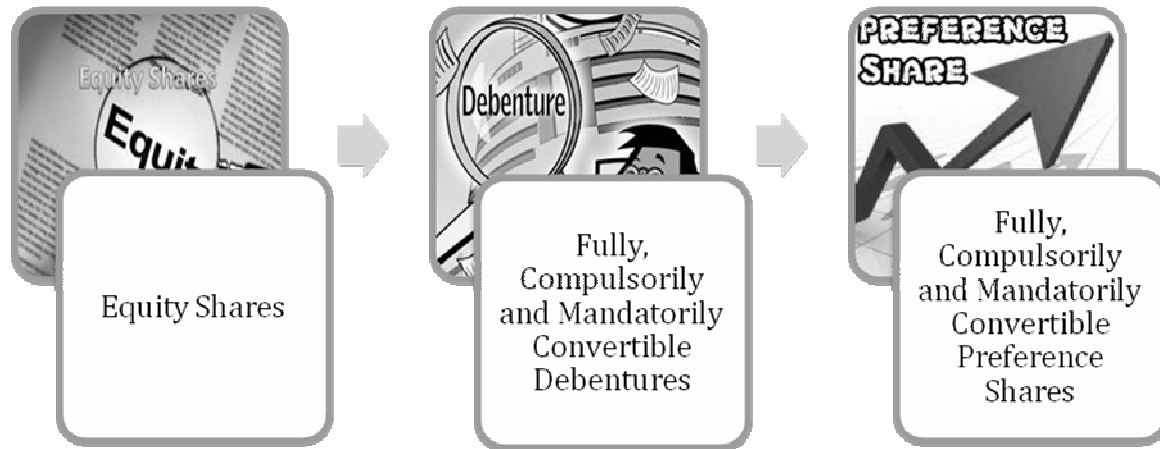 Equity Shares
Equit
Equity Shares
Debenture
Fully,
Compulsorily
and Mandatorily
Convertible
Debentures
PREFERENCE
SHARE
Fully,
Compulsorily
and Mandatorily
Convertible
Preference
Shares